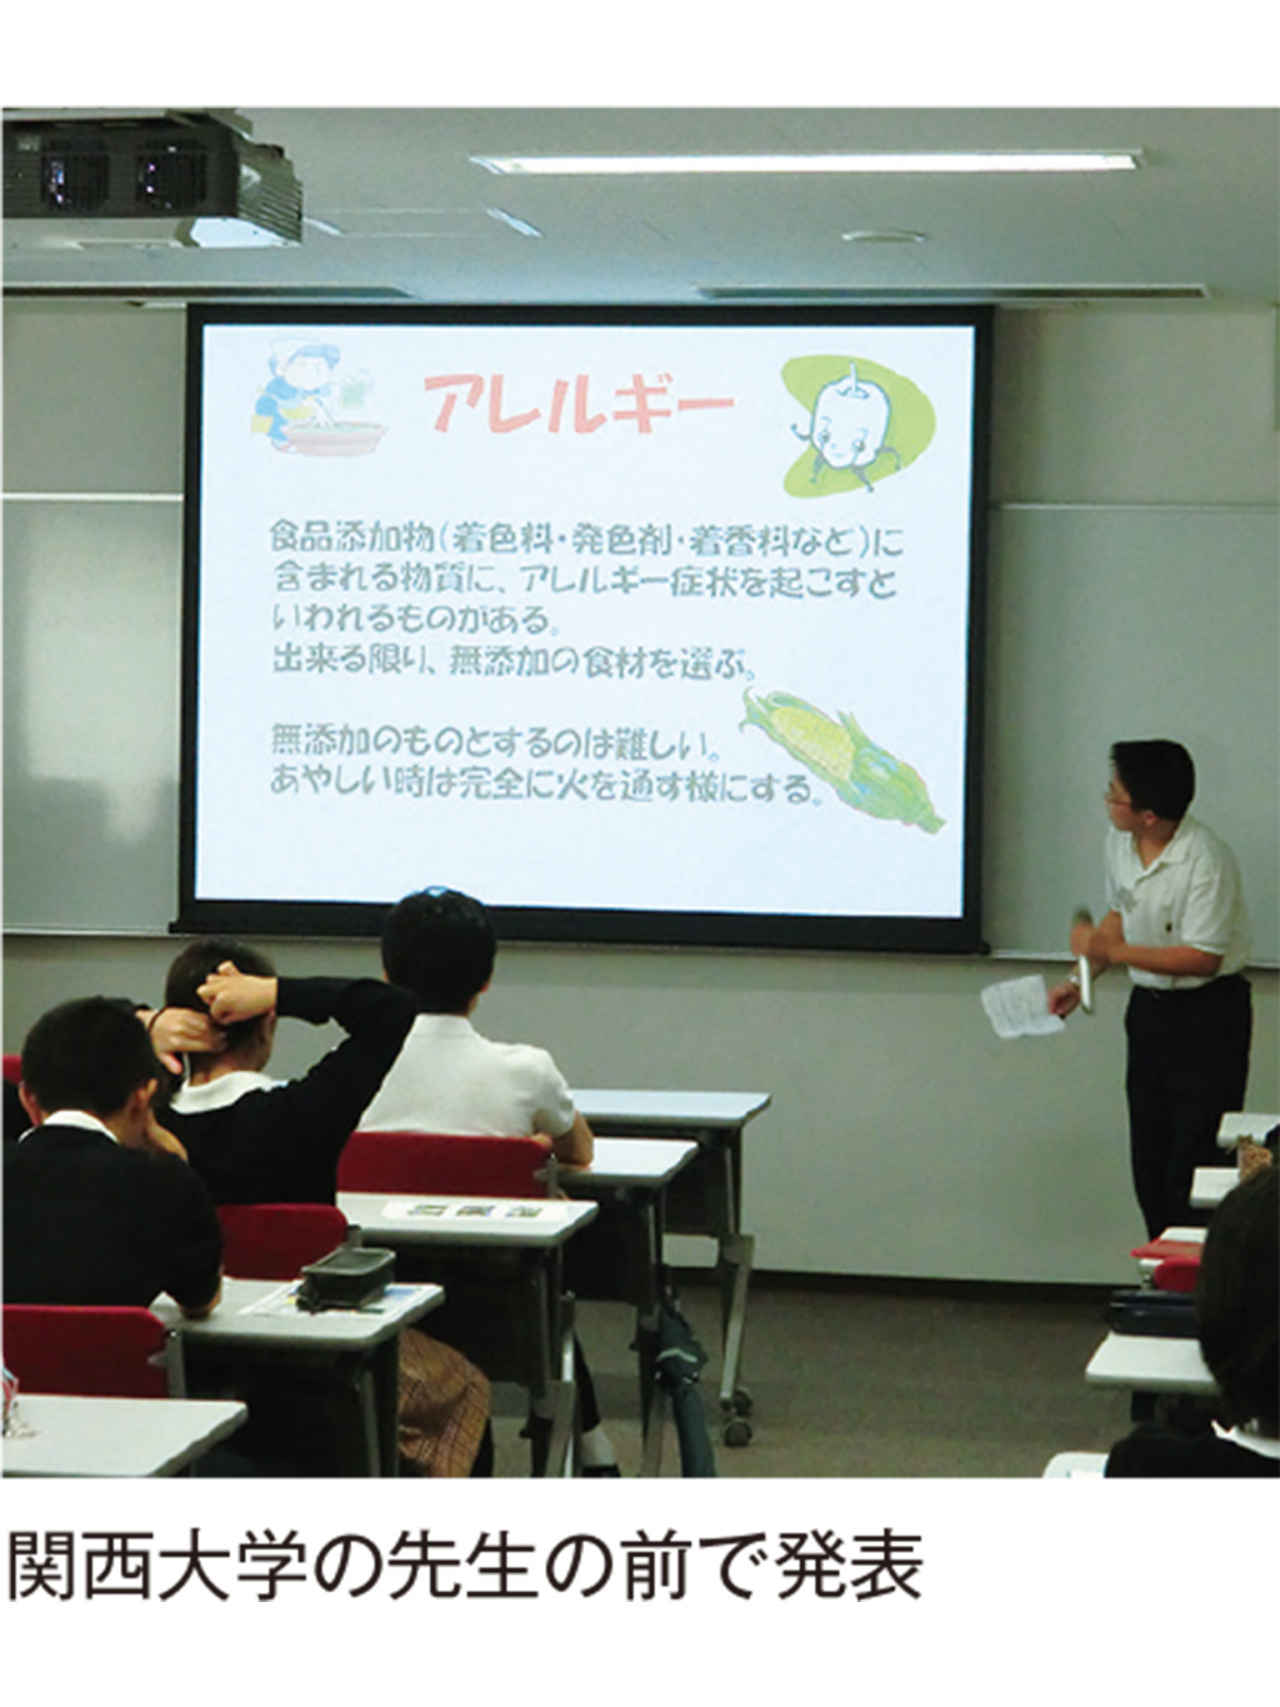 アレルギー
食品添加物(着色料・発色剤・着香料など)に
含まれる物質に、アレルギー症状を起こすと
いわれるものがある。
出来る限り、無添加の食材を選ぶ。
無添加のものとするのは難しい。
あやしい時は完全に火を通す様にする。
関西大学の先生の前で発表